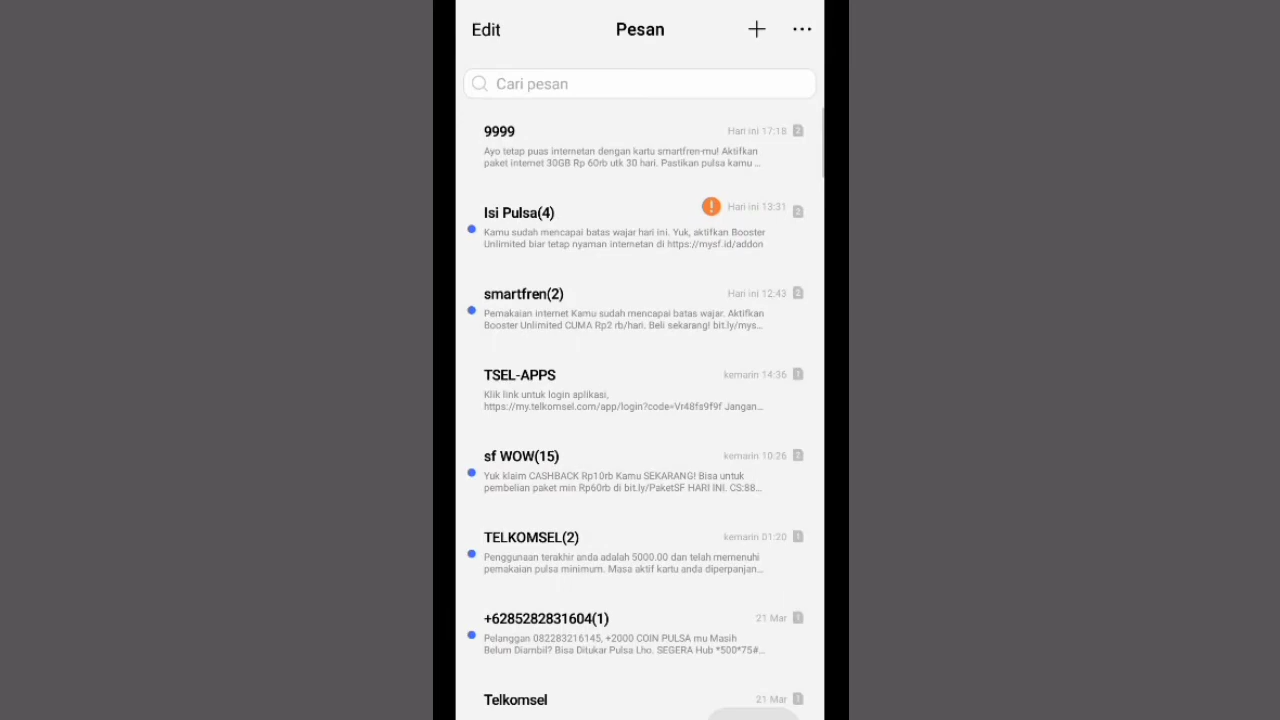 Edit
Pesan
Cari pesan
9999
Hari ini 17:18
2
Ayo tetap puas internetan dengan kartu smartfren-mu! Aktifkan
paket internet 30GB Rp 60rb utk 30 hari. Pastikan pulsa kamu ...
Isi Pulsa(4)
!
Hari ini 13:31
2
Kamu sudah mencapai batas wajar hari ini. Yuk, aktifkan Booster
Unlimited biar tetap nyaman internetan di https://mysf.id/addon
smartfren(2)
Hari ini 12:43
2
Pemakaian internet Kamu sudah mencapai batas wajar. Aktifkan
Booster Unlimited CUMA Rp2 rb/hari. Beli sekarang! bit.ly/mys...
TSEL-APPS
kemarin 14:36
1
Klik link untuk login aplikasi,
https://my.telkomsel.com/app/login?code=Vr48fs9f9f Jangan...
sf WOW(15)
kemarin 10:26
2
Yuk klaim CASHBACK Rp10rb Kamu SEKARANG! Bisa untuk
pembelian paket min Rp60rb di bit.ly/PaketSF HARI INI. CS:88...
TELKOMSEL(2)
kemarin 01:20
1
Penggunaan terakhir anda adalah 5000.00 dan telah memenuhi
pemakaian pulsa minimum. Masa aktif kartu anda diperpanjan...
+6285282831604(1)
21 Mar
1
Pelanggan 082283216145, +2000 COIN PULSA mu Masih
Belum Diambil? Bisa Ditukar Pulsa Lho. SEGERA Hub *500*75#...
Telkomsel
21 Mar
1